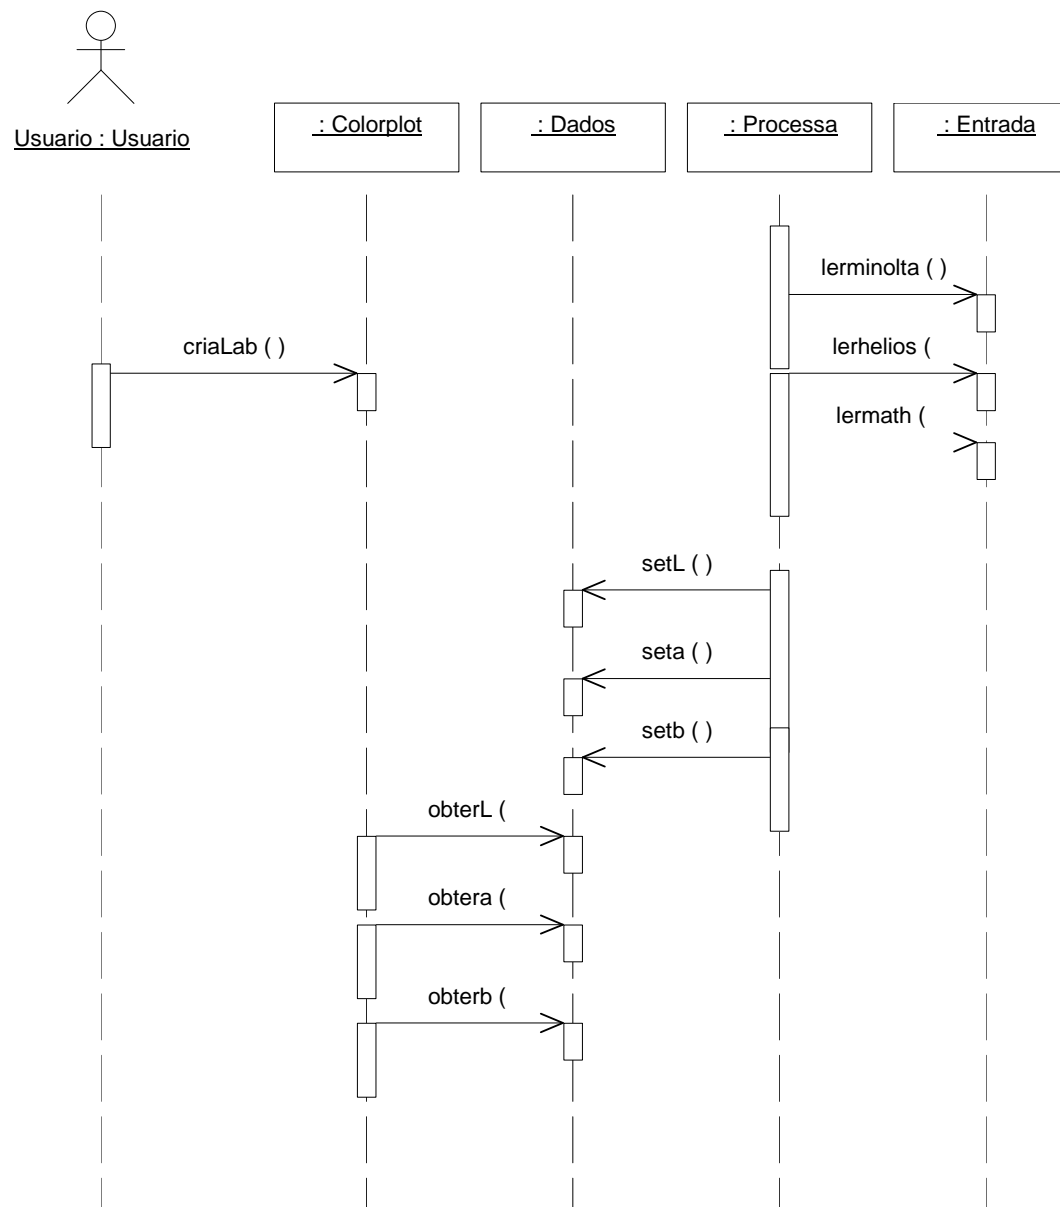 Usuario : Usuario
: Colorplot
: Dados
: Processa
: Entrada
lerminolta ( )
criaLab ( )
lerhelios (
lermath (
setL ( )
seta ( )
setb ( )
obterL (
obtera (
obterb (